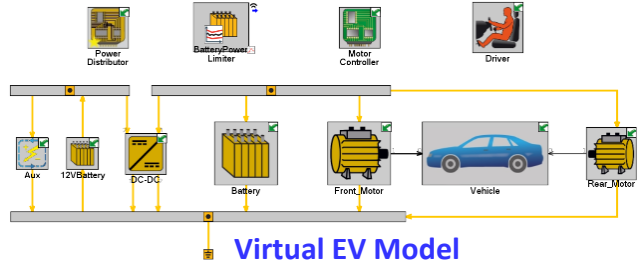 Power
Distributor
BatteryPower
Limiter
Motor
Controller
Driver
Aux
12VBattery
DC-DC
Battery
Front_Motor
Vehicle
Rear_Motor
Virtual EV Model